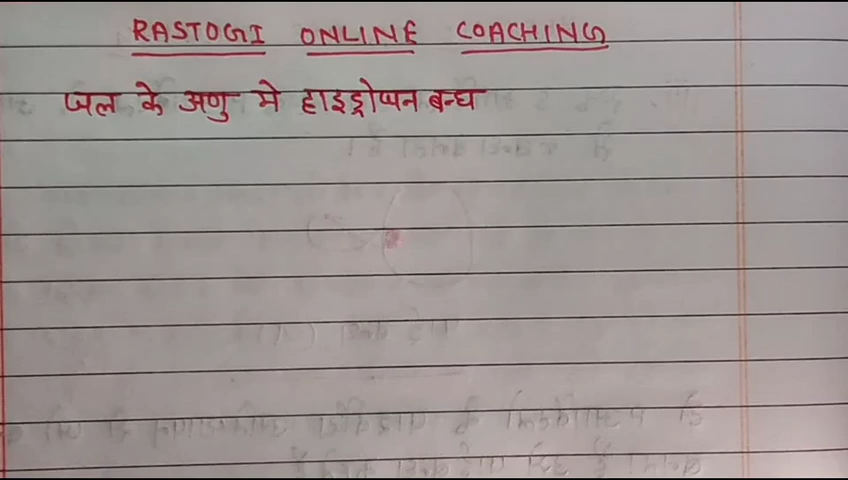 RASTOGI ONLINE COACHING
जल के अणु मे हाइड्रोजन बन्ध